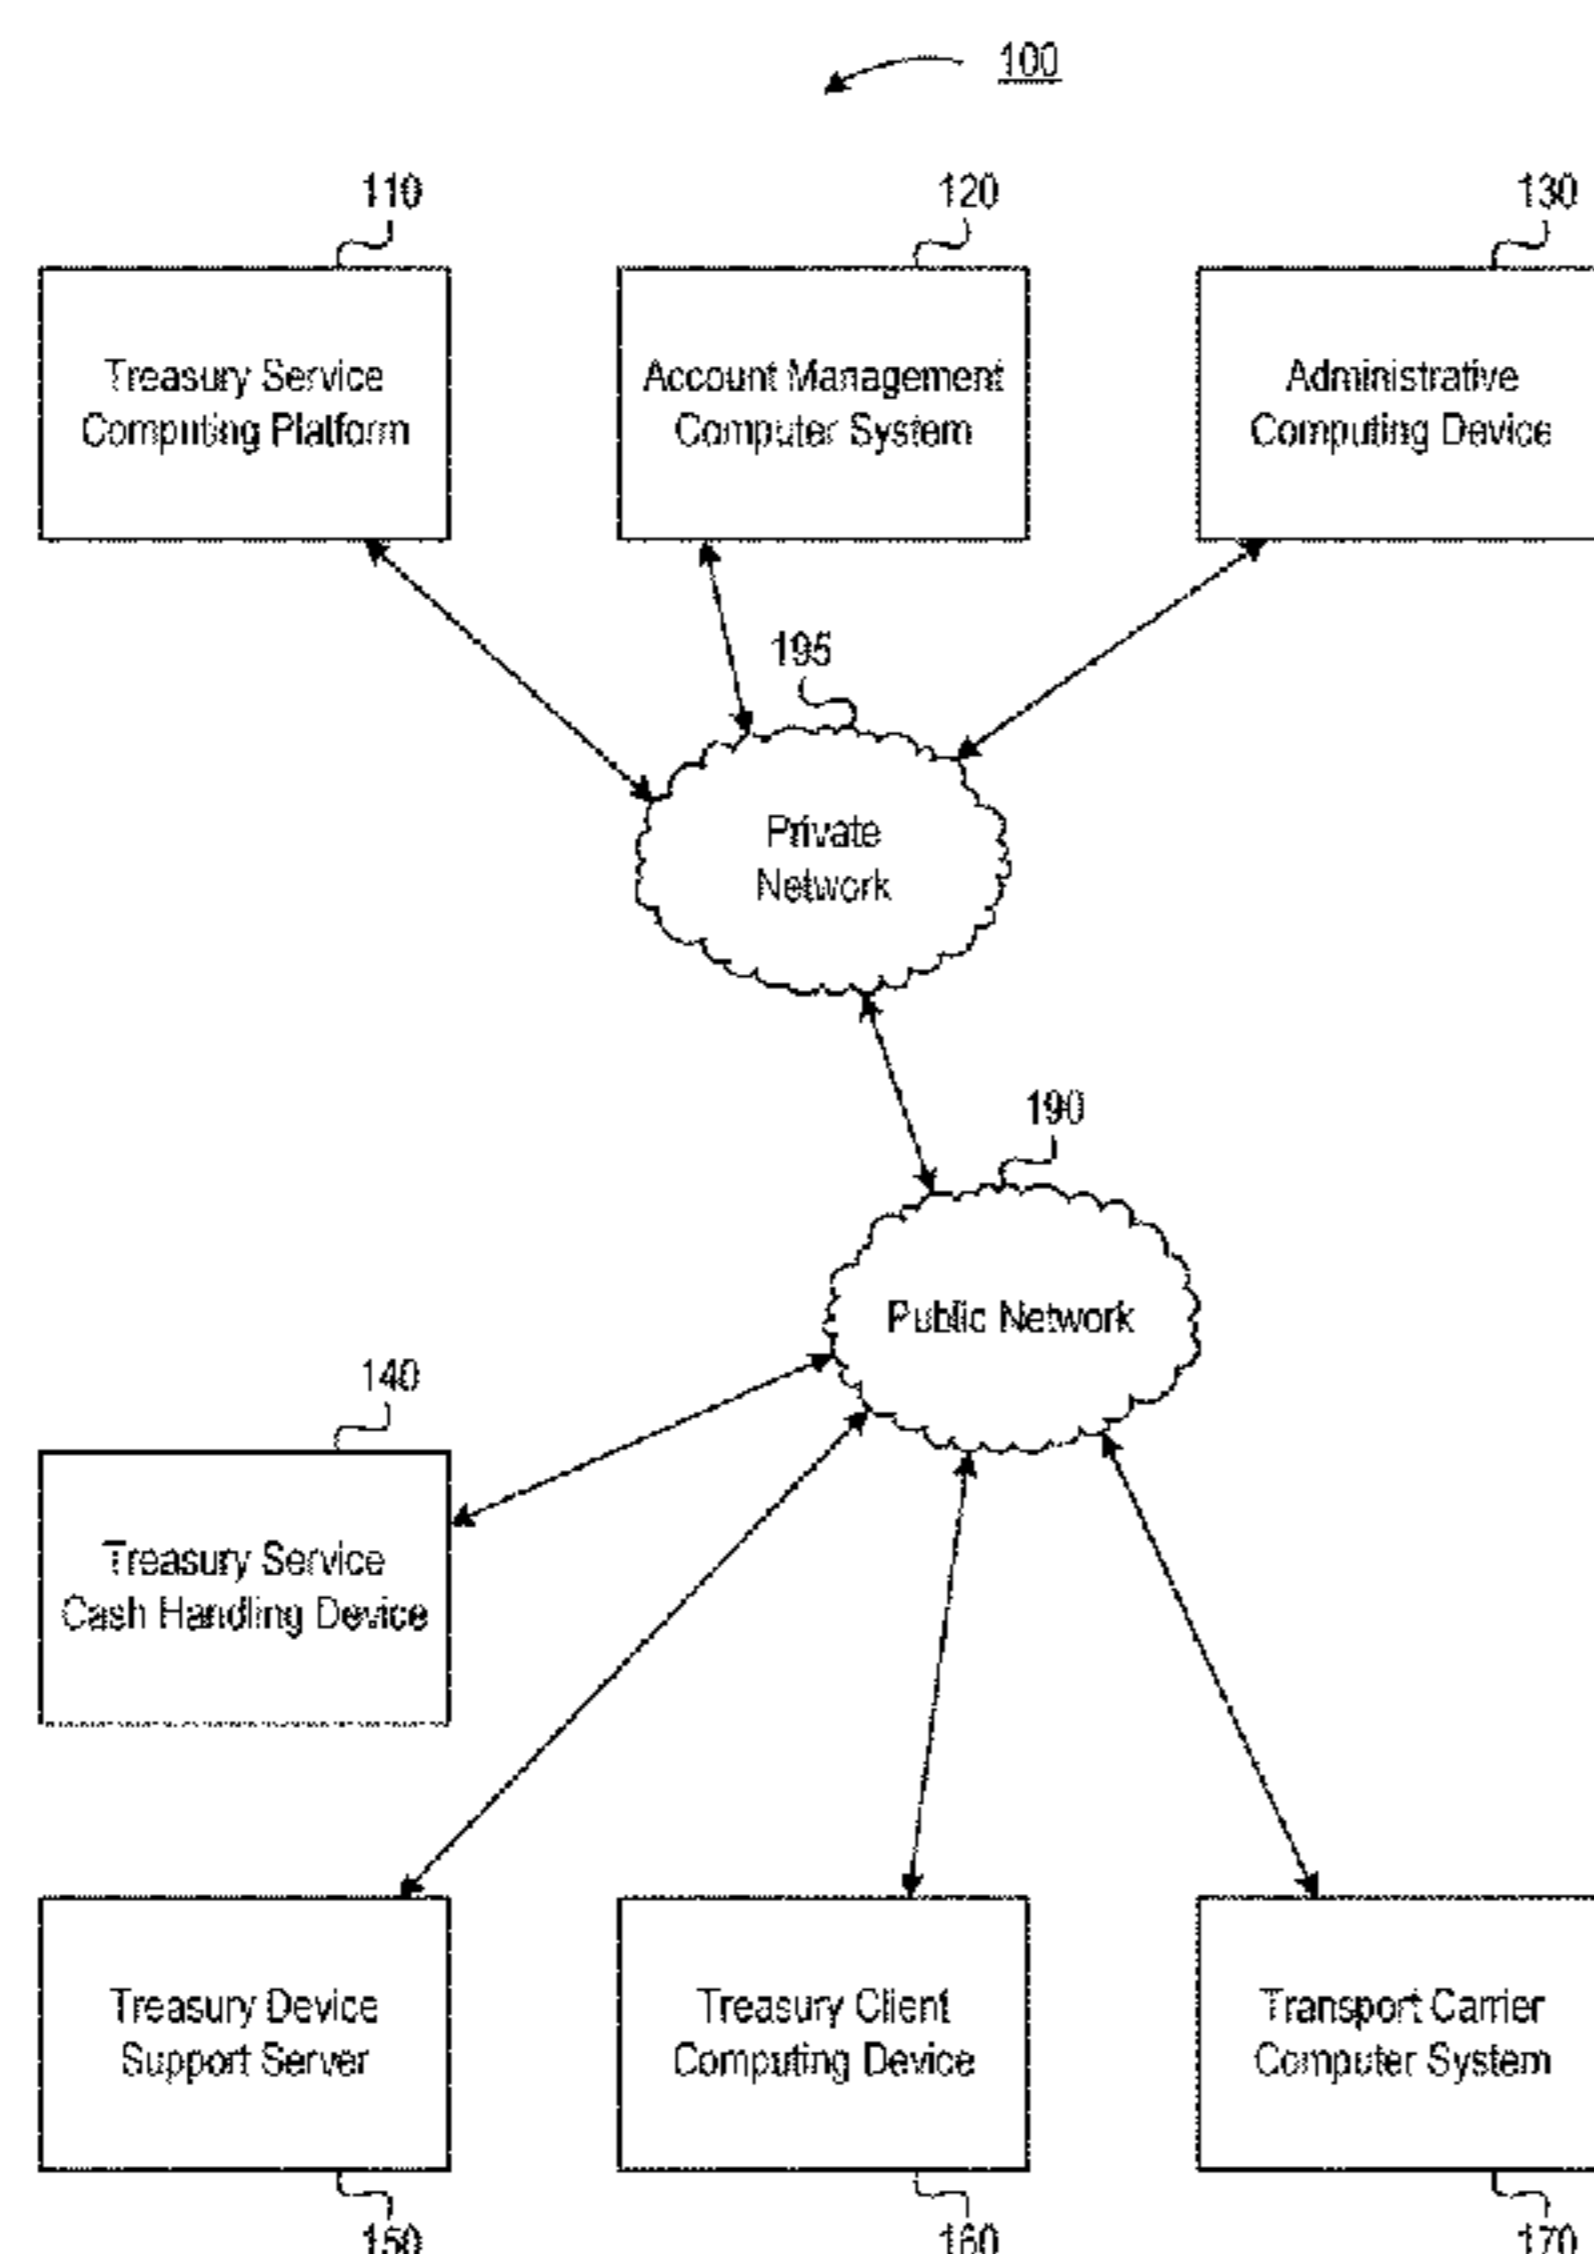 100
110
120
130
Treasury Service
Computing Platform
Account Management
Computer System
Administrative
Computing Device
195
Private
Network
190
Public Network
140
Treasury Service
Cash Handling Device
Treasury Device
Support Server
Treasury Client
Computing Device
Transport Carrier
Computer System
150
160
170